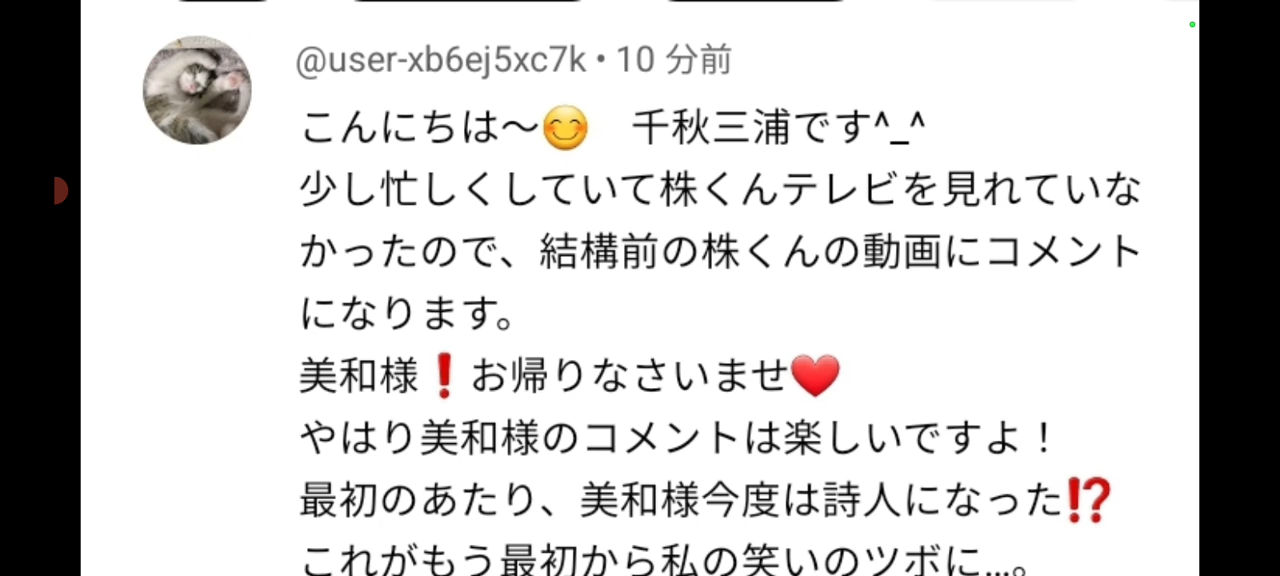 @user-xb6ej5xc7k • 10 分前
こんにちは〜😊　千秋三浦です^_^
少し忙しくしていて株くんテレビを見れていな
かったので、結構前の株くんの動画にコメント
になります。
美和様❗お帰りなさいませ❤️
やはり美和様のコメントは楽しいですよ！
最初のあたり、美和様今度は詩人になった⁉️
これがもう最初から私の笑いのツボに...。